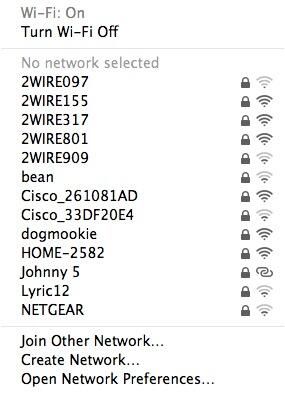 Wi-Fi: On
Turn Wi-Fi Off
No network selected
2WIRE097
2WIRE155
2WIRE317
2WIRE801
2WIRE909
bean
Cisco_261081AD
Cisco_33DF20E4
dogmookie
HOME-2582
Johnny 5
Lyric12
NETGEAR
Join Other Network…
Create Network…
Open Network Preferences…